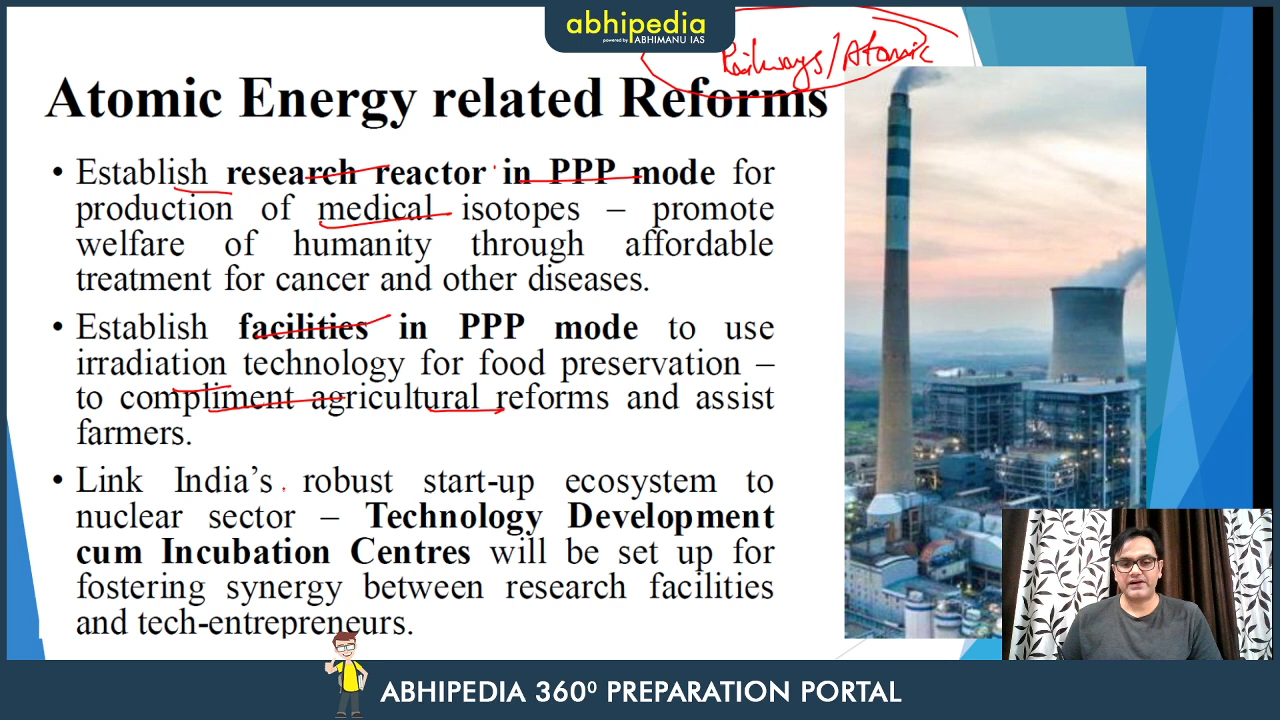 abhipedia
powered by ABHIMANU IAS
Railways/Atomic
Atomic Energy related Reforms
• Establish research reactor in PPP mode for
production of medical isotopes – promote
welfare of humanity through affordable
treatment for cancer and other diseases.
• Establish facilities in PPP mode to use
irradiation technology for food preservation –
to compliment agricultural reforms and assist
farmers.
• Link India's robust start-up ecosystem to
nuclear sector – Technology Development
cum Incubation Centres will be set up for
fostering synergy between research facilities
and tech-entrepreneurs.
ABHIPEDIA 360⁰ PREPARATION PORTAL